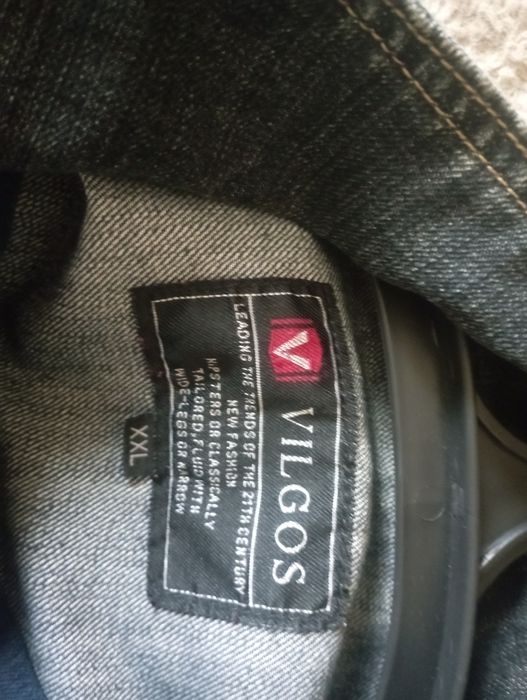 V VILGOS
LEADING THE TRENDS OF THE 21TH CENTURY
NEW FASHION
HIPSTERS OR CLASSICALLY
TAILORED, FLUID WITH
WIDE-LEGS OR NARROW
XXL